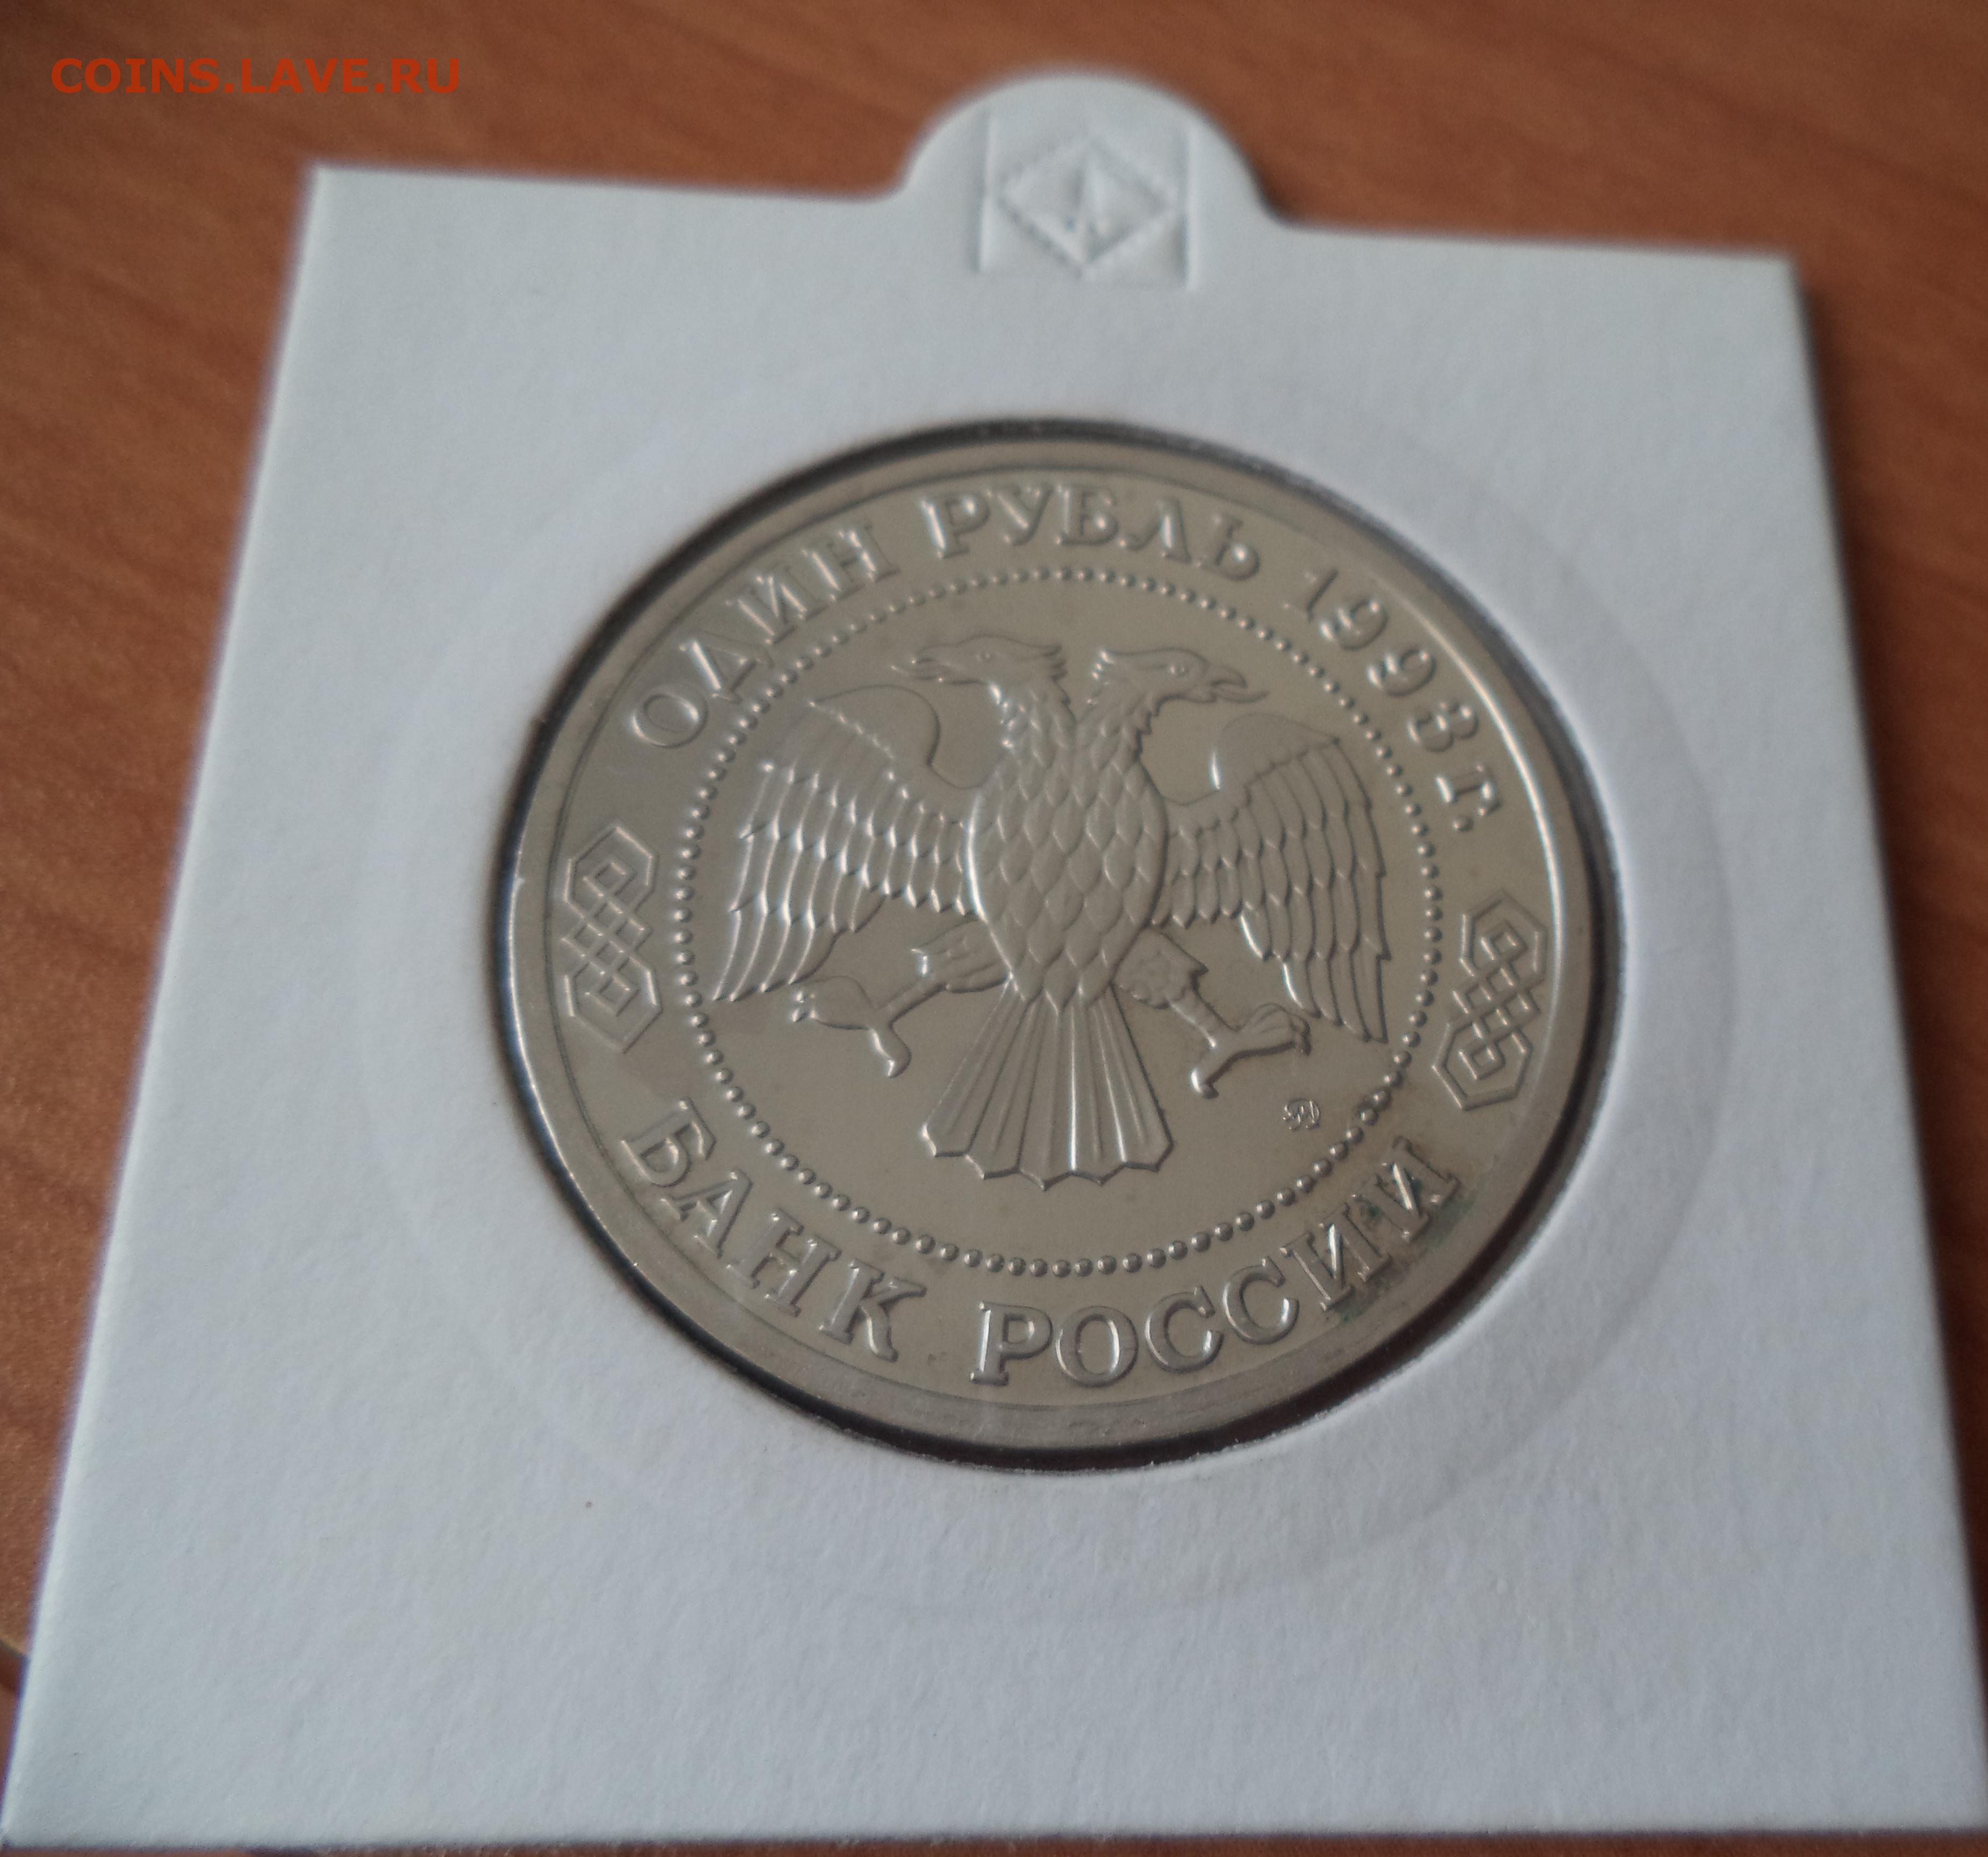 COINS.LAVE.RU
ОДИН РУБЛЬ 1993 г.
БАНК РОССИИ